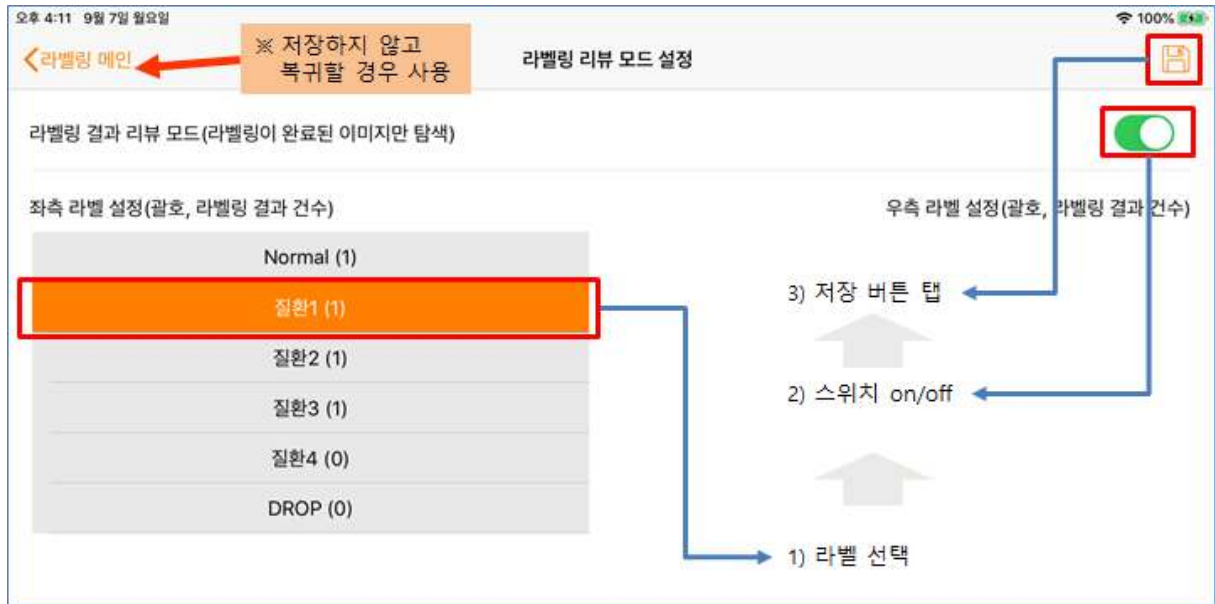 오후 4:11 9월 7일 월요일
100%
라벨링 메인
※ 저장하지 않고
복귀할 경우 사용
라벨링 리뷰 모드 설정
라벨링 결과 리뷰 모드(라벨링이 완료된 이미지만 탐색)
좌측 라벨 설정(괄호, 라벨링 결과 건수)
우측 라벨 설정(괄호, 라벨링 결과 건수)
Normal (1)
질환1 (1)
질환2 (1)
질환3 (1)
질환4 (0)
DROP (0)
3) 저장 버튼 탭
2) 스위치 on/off
1) 라벨 선택